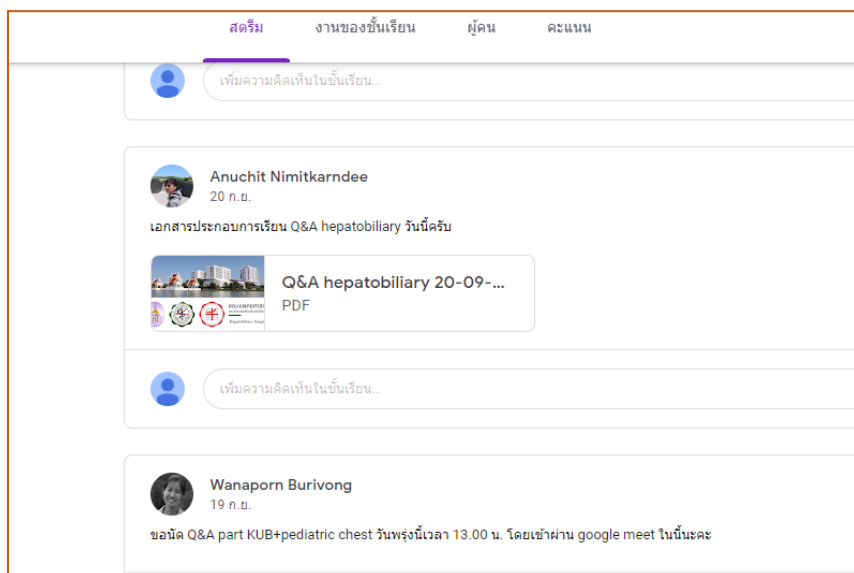 สตรีม งานของชั้นเรียน ผู้คน คะแนน
เพิ่มความคิดเห็นในชั้นเรียน...
Anuchit Nimitkarndee
20 ก.ย.
เอกสารประกอบการเรียน Q&A hepatobiliary วันนี้ครับ
Q&A hepatobiliary 20-09-...
PDF
เพิ่มความคิดเห็นในชั้นเรียน...
Wanaporn Burivong
19 ก.ย.
ขอนัด Q&A part KUB+pediatric chest วันพรุ่งนี้เวลา 13.00 น. โดยเข้าผ่าน google meet ในนี้นะคะ